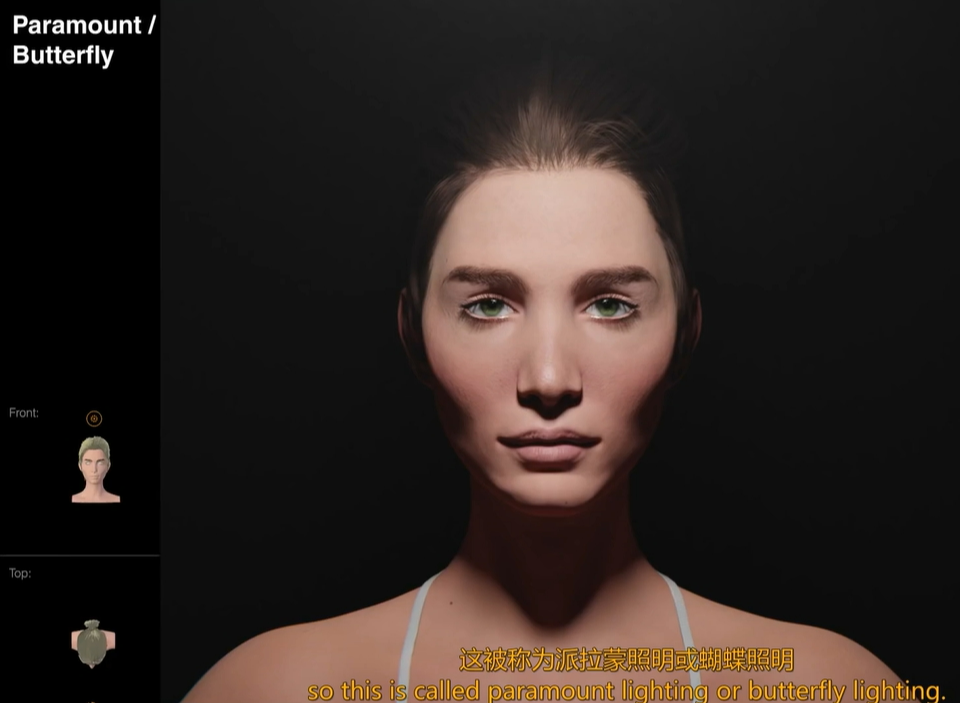 Paramount /
Butterfly
Front:
Top:
这被称为派拉蒙照明或蝴蝶照明
so this is called paramount lighting or butterfly lighting.